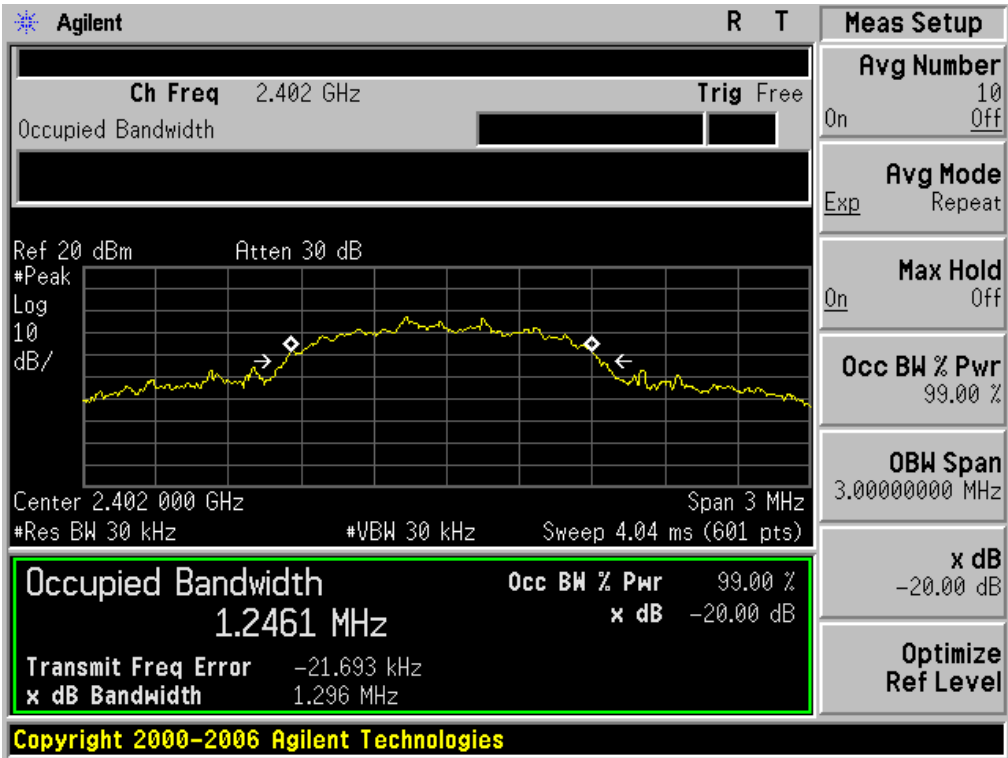 Agilent R T
Ch Freq 2.402 GHz Trig Free
Occupied Bandwidth
Ref 20 dBm Atten 30 dB
#Peak
Log
10
dB/
Center 2.402 000 GHz Span 3 MHz
#Res BW 30 kHz #VBW 30 kHz Sweep 4.04 ms (601 pts)
Occupied Bandwidth Occ BW % Pwr 99.00 %
1.2461 MHz x dB -20.00 dB
Transmit Freq Error -21.693 kHz
x dB Bandwidth 1.296 MHz
Copyright 2000-2006 Agilent Technologies
Meas Setup
Avg Number
10
On Off
Avg Mode
Exp Repeat
Max Hold
On Off
Occ BW % Pwr
99.00 %
OBW Span
3.00000000 MHz
x dB
-20.00 dB
Optimize
Ref Level